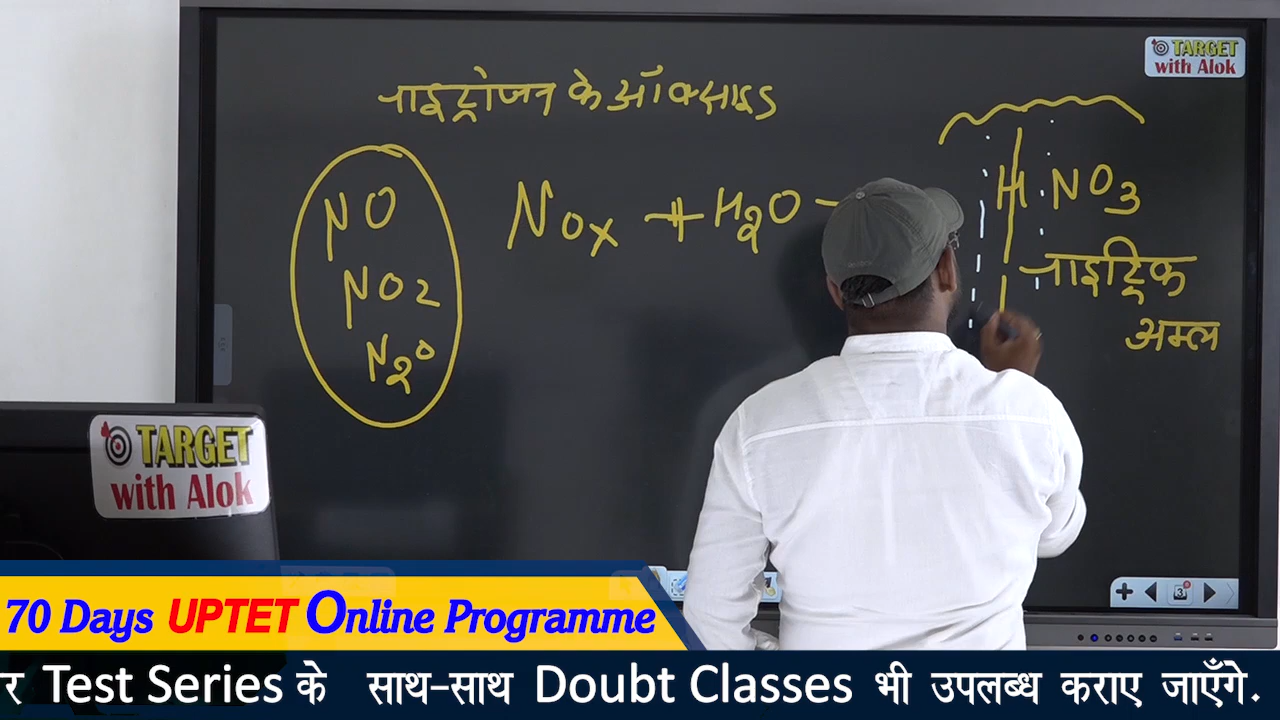 TARGET
with Alok
नाइट्रोजन के ऑक्साइड
NO
NO2
N2O
NOx + H2O -
H NO3
नाइट्रिक
अम्ल
TARGET
with Alok
70 Days UPTET Online Programme
र Test Series के साथ-साथ Doubt Classes भी उपलब्ध कराए जाएँगे.